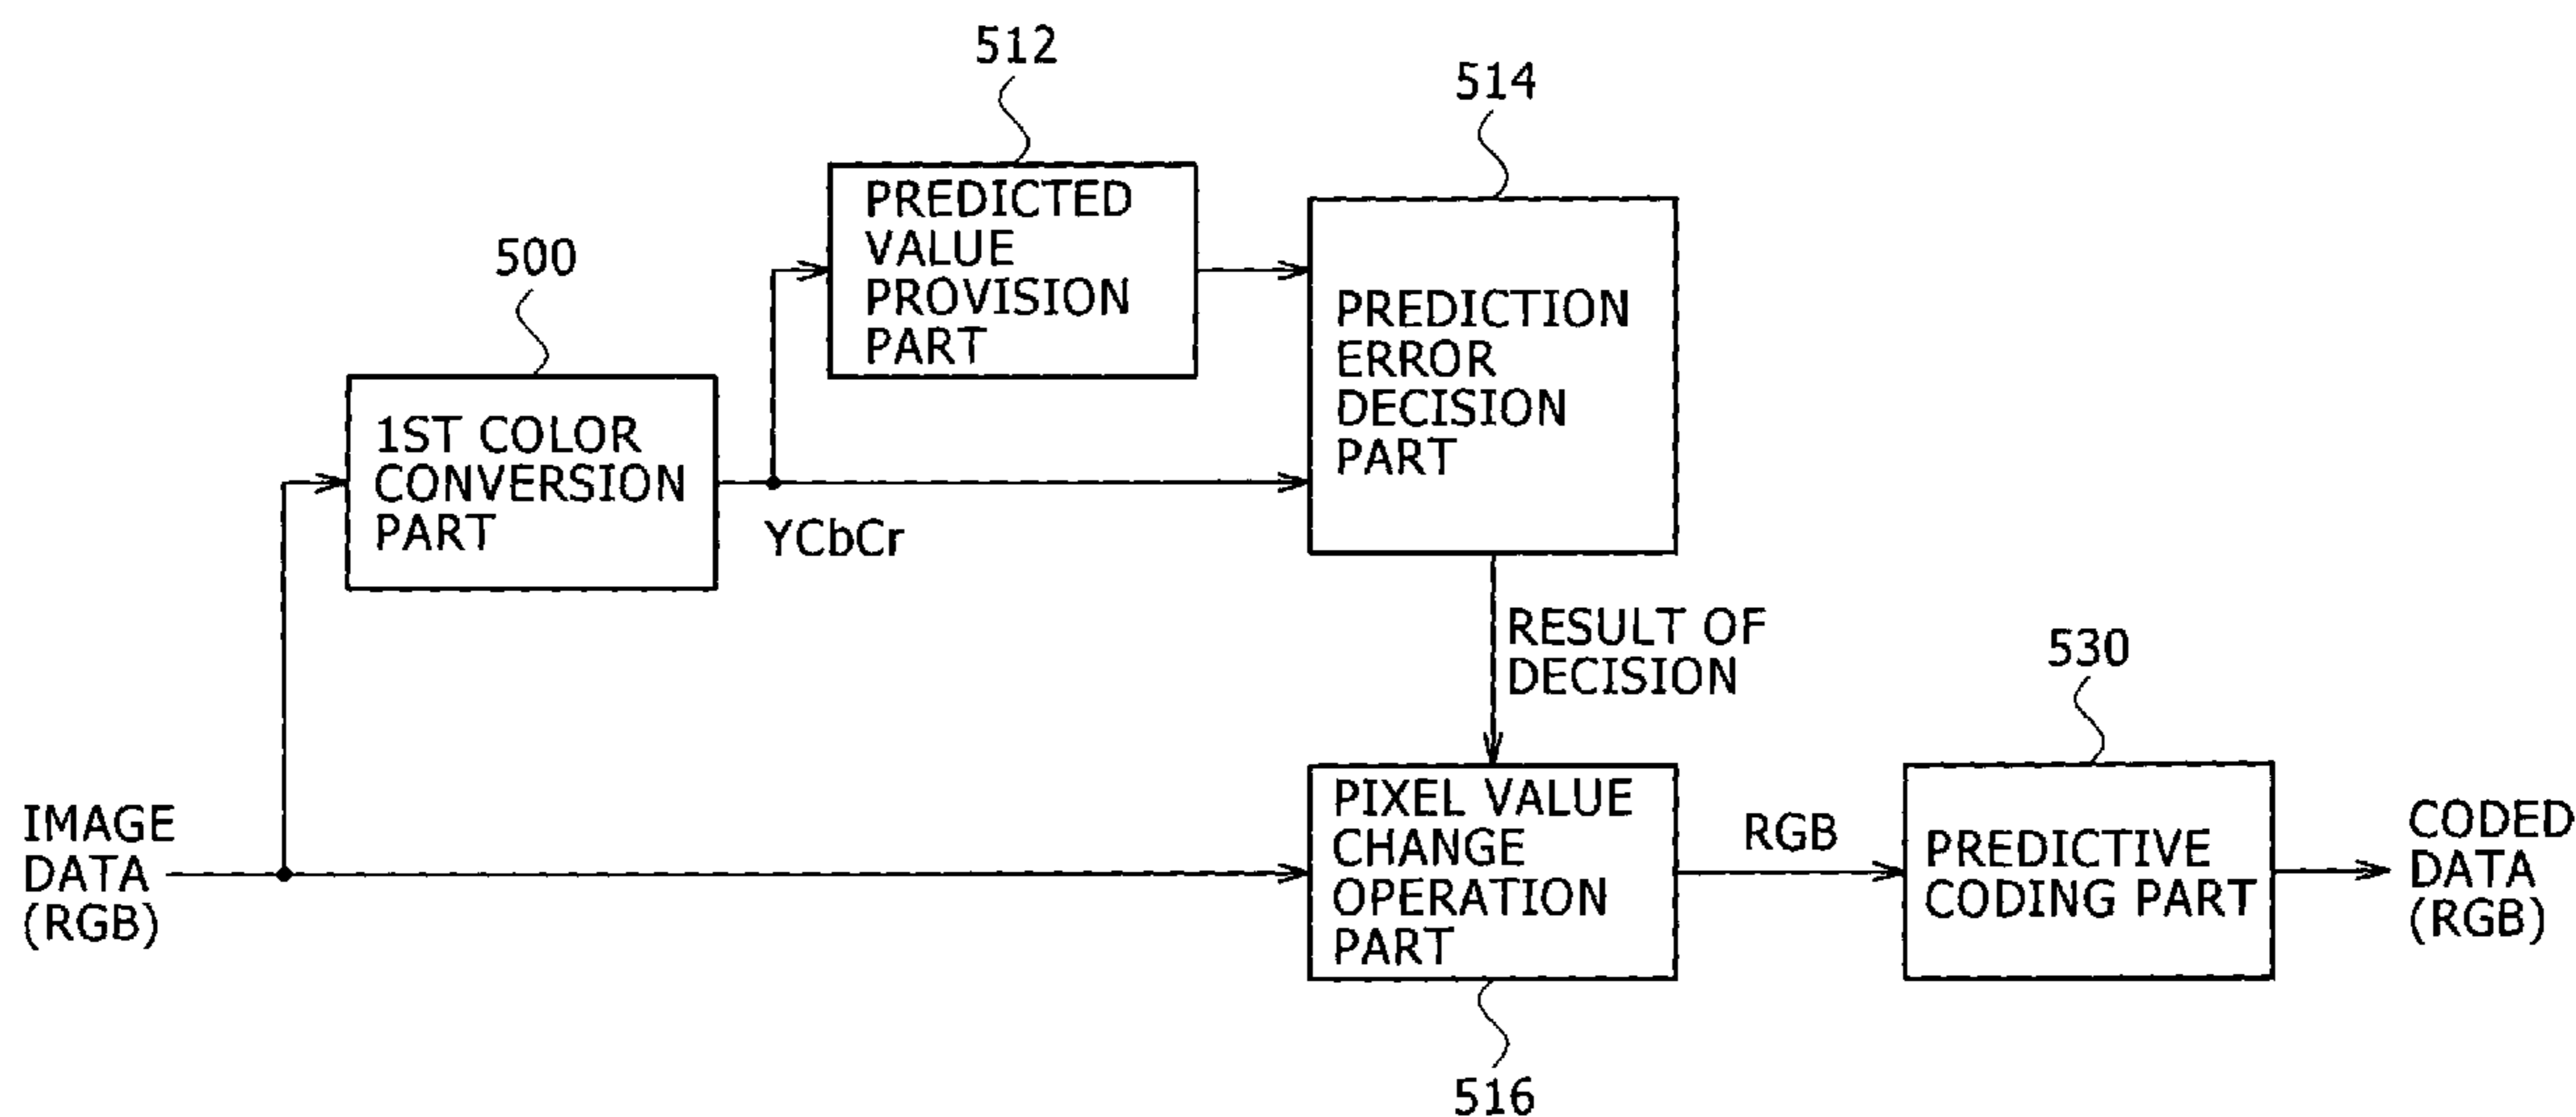 512
514
PREDICTED
VALUE
PROVISION
PART
500
PREDICTION
ERROR
DECISION
PART
1ST COLOR
CONVERSION
PART
YCbCr
RESULT OF
DECISION
530
IMAGE
DATA
(RGB)
PIXEL VALUE
CHANGE
OPERATION
PART
RGB
PREDICTIVE
CODING PART
CODED
DATA
(RGB)
516